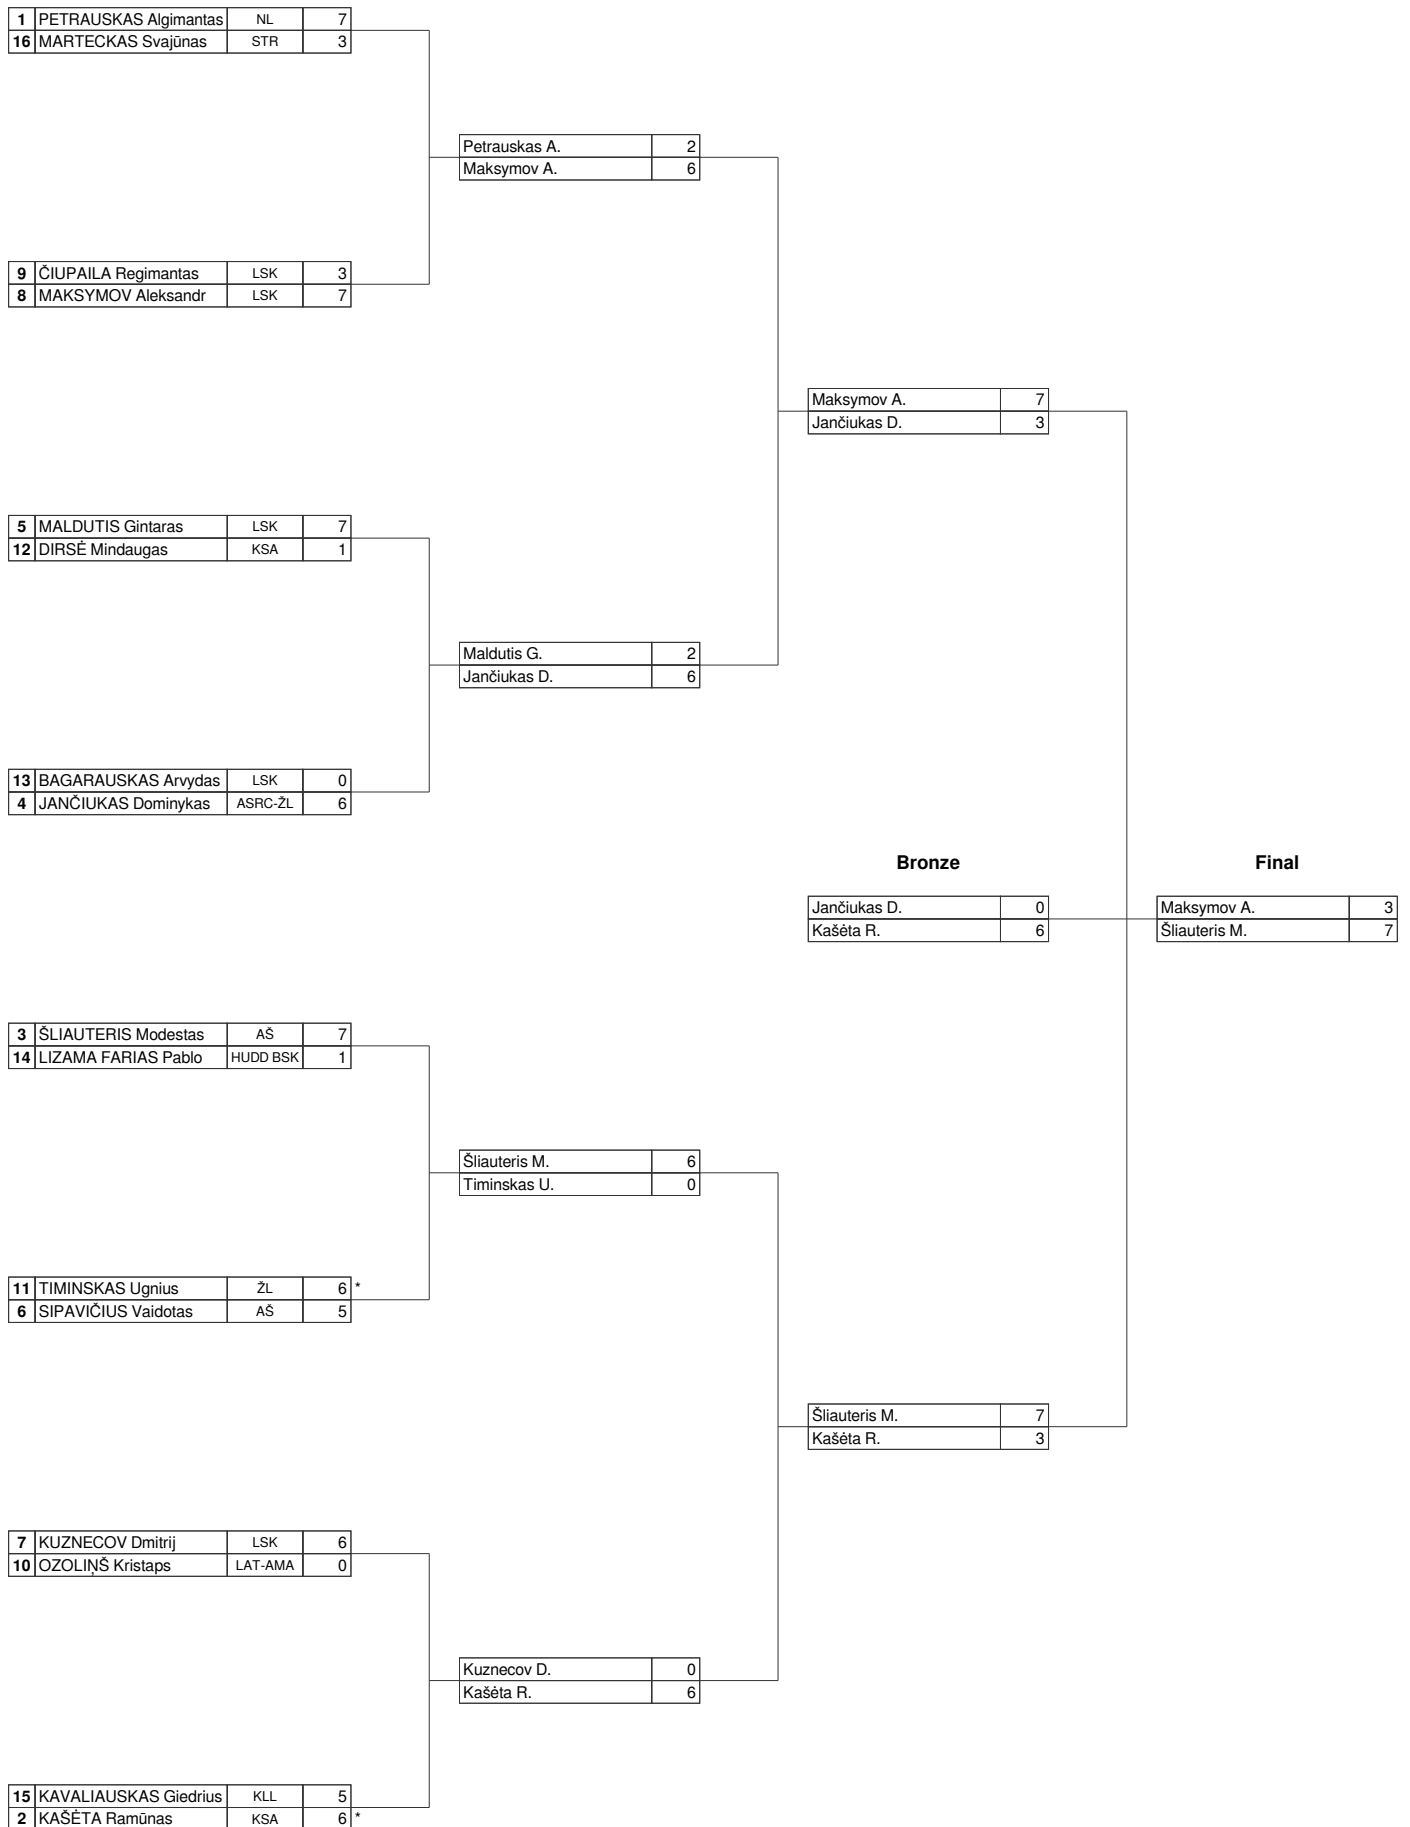 1 PETRAUSKAS Algimantas NL 7
16 MARTECKAS Svajūnas STR 3
Petrauskas A. 2
Maksymov A. 6
9 ČIUPAILA Regimantas LSK 3
8 MAKSYMOV Aleksandr LSK 7
Maksymov A. 7
Jančiukas D. 3
5 MALDUTIS Gintaras LSK 7
12 DIRSĖ Mindaugas KSA 1
Maldutis G. 2
Jančiukas D. 6
13 BAGARAUSKAS Arvydas LSK 0
4 JANČIUKAS Dominykas ASRC-ŽL 6
Bronze Final
Jančiukas D. 0 Maksymov A. 3
Kašėta R. 6 Šliauteris M. 7
3 ŠLIAUTERIS Modestas AŠ 7
14 LIZAMA FARIAS Pablo HUDD BSK 1
Šliauteris M. 6
Timinskas U. 0
11 TIMINSKAS Ugnius ŽL 6 *
6 SIPAVIČIUS Vaidotas AŠ 5
Šliauteris M. 7
Kašėta R. 3
7 KUZNECOV Dmitrij LSK 6
10 OZOLIŅŠ Kristaps LAT-AMA 0
Kuznecov D. 0
Kašėta R. 6
15 KAVALIAUSKAS Giedrius KLL 5
2 KAŠĖTA Ramūnas KSA 6 *